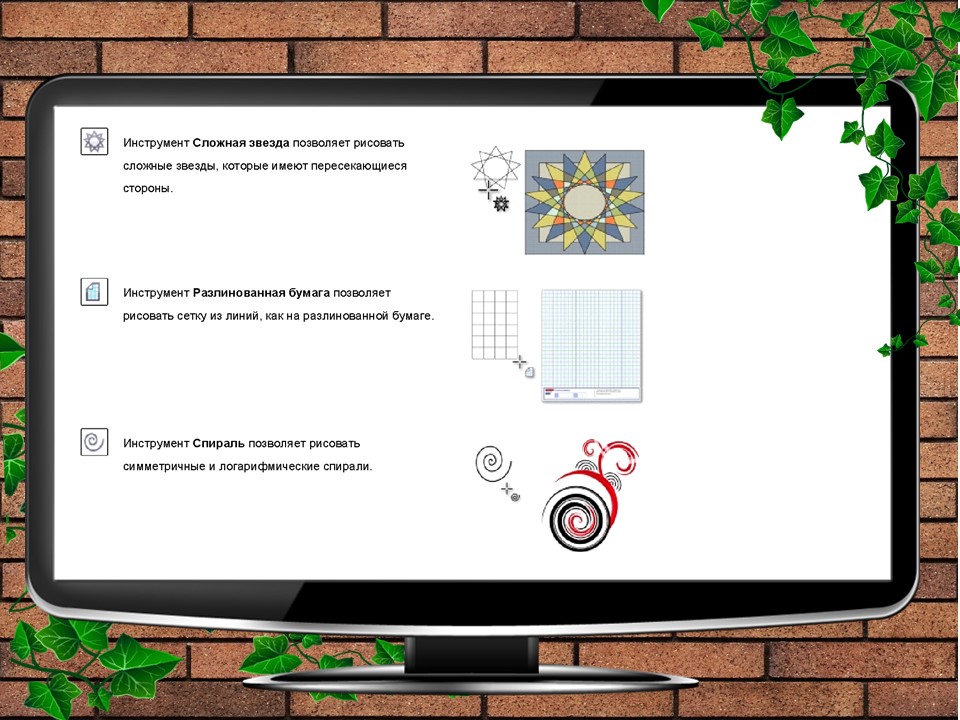 Инструмент Сложная звезда позволяет рисовать
сложные звезды, которые имеют пересекающиеся
стороны.
Инструмент Разлинованная бумага позволяет
рисовать сетку из линий, как на разлинованной бумаге.
Инструмент Спираль позволяет рисовать
симметричные и логарифмические спирали.